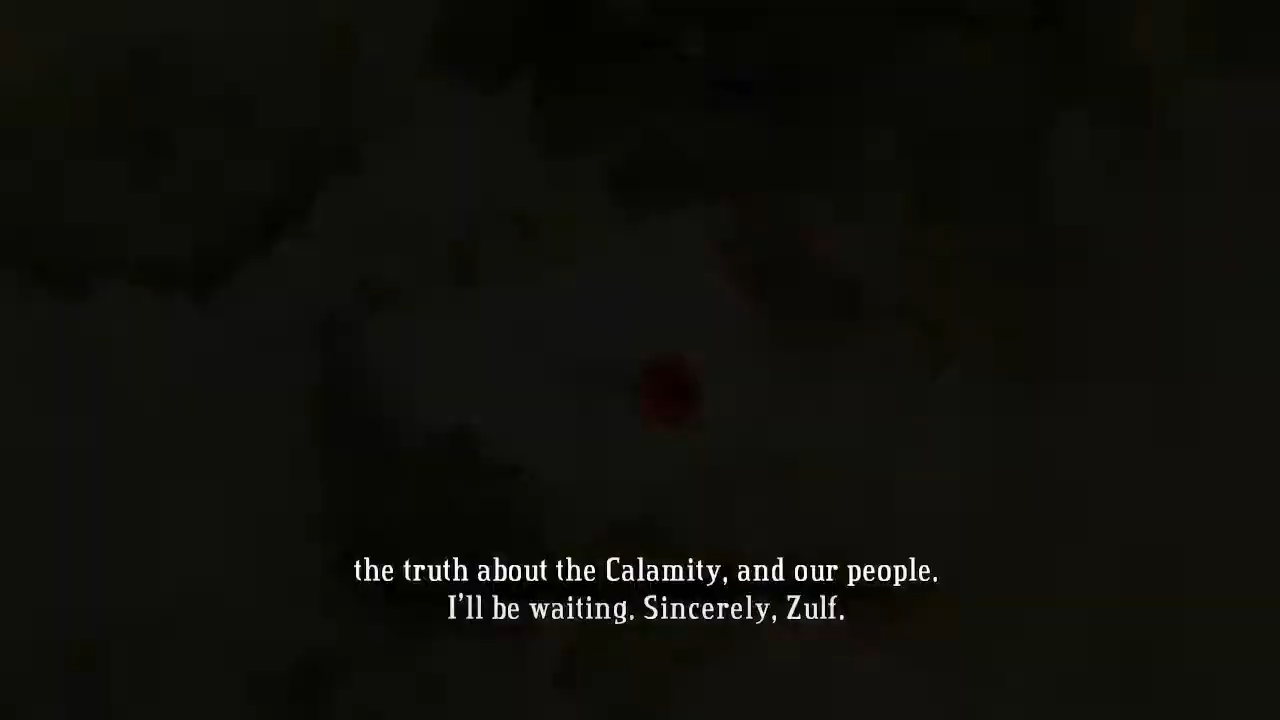 the truth about the Calamity, and our people.
I'll be waiting. Sincerely, Zulf.